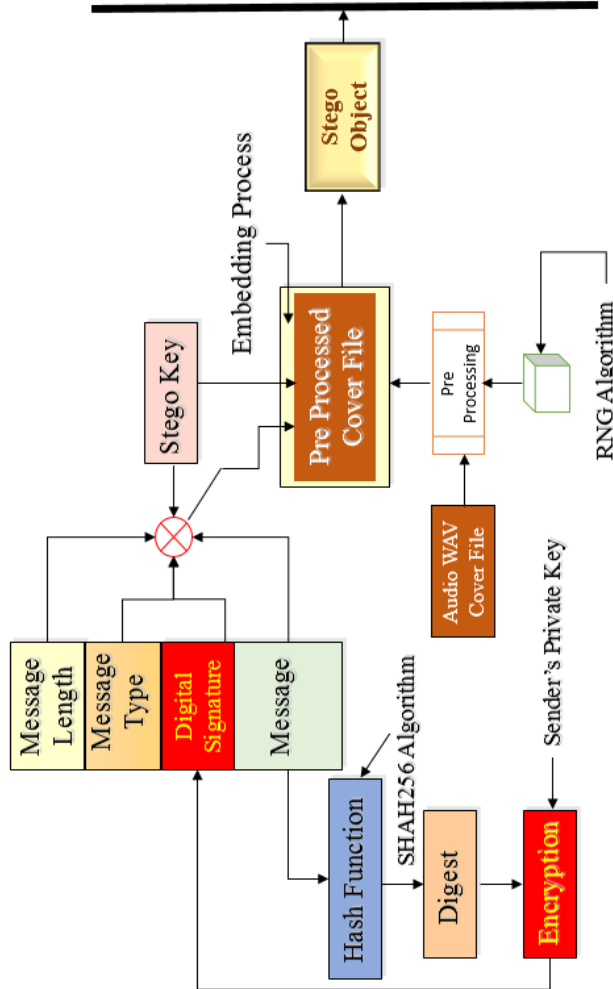 Message
Length
Message
Type
Digital
Signature
Message
Stego Key
Embedding Process
Pre Processed
Cover File
Stego
Object
Hash Function
SHAH256 Algorithm
Digest
Encryption
Sender's Private Key
Audio WAV
Cover File
Pre
Processing
RNG Algorithm